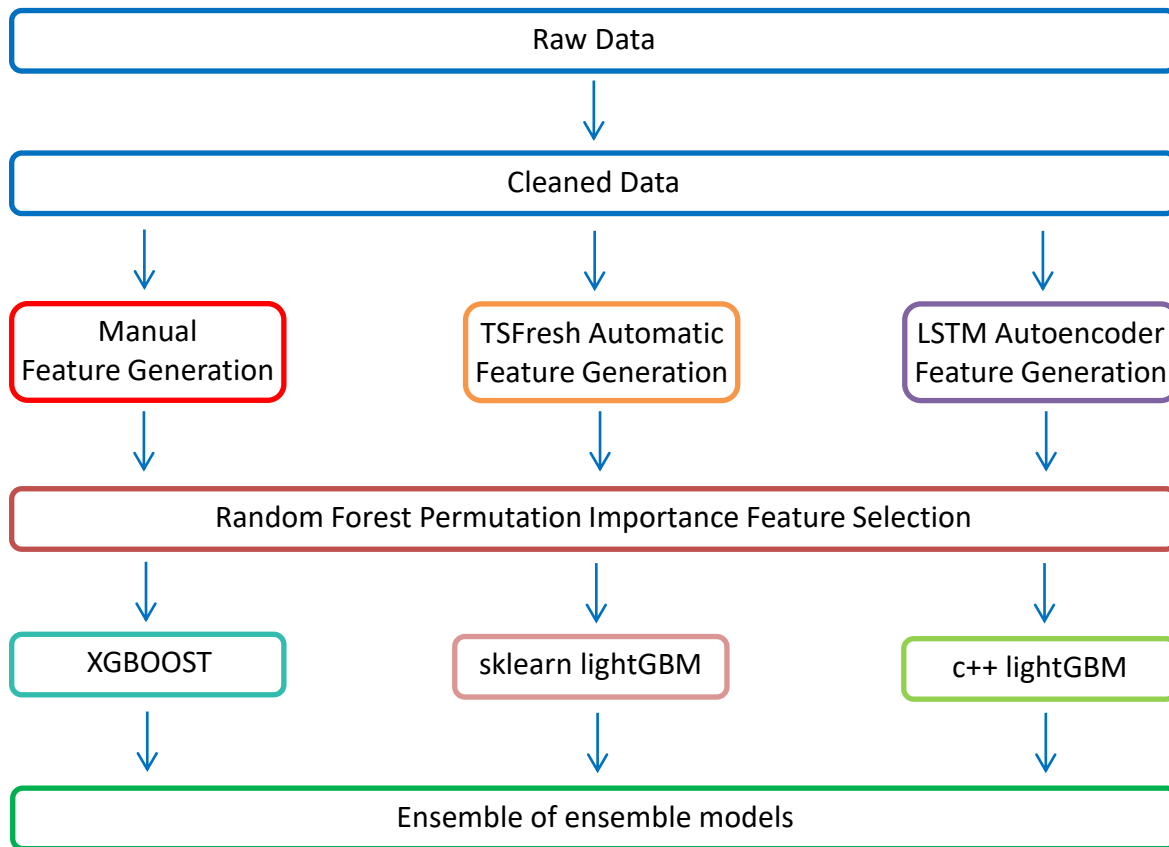 Raw Data
Cleaned Data
Manual
Feature Generation
TSFresh Automatic
Feature Generation
LSTM Autoencoder
Feature Generation
Random Forest Permutation Importance Feature Selection
XGBOOST
sklearn lightGBM
c++ lightGBM
Ensemble of ensemble models